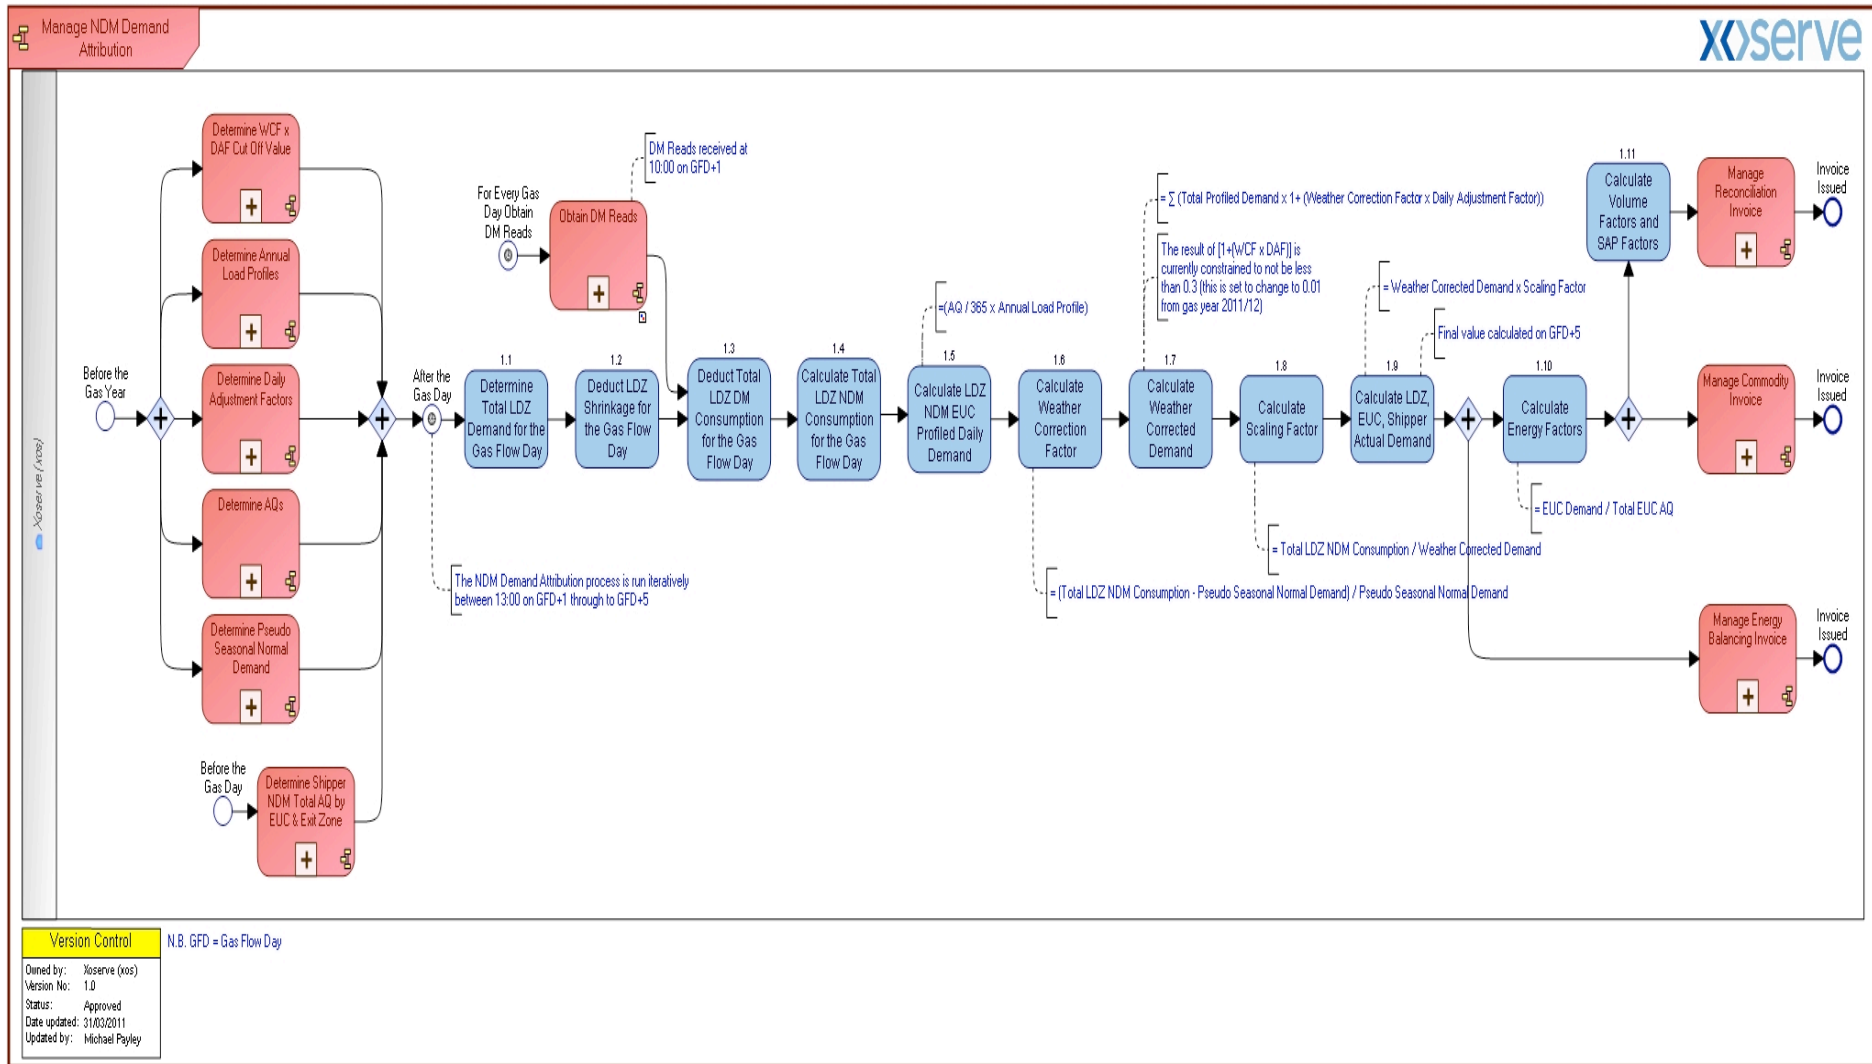 Manage NDM Demand
Attribution
xoserve
Xoserve (xos)
Before the
Gas Year
Determine WCF x
DAF Cut Off Value
Determine Annual
Load Profiles
Determine Daily
Adjustment Factors
Determine AQs
Determine Pseudo
Seasonal Normal
Demand
Before the
Gas Day
Determine Shipper
NDM Total AQ by
EUC & Exit Zone
After the
Gas Day
The NDM Demand Attribution process is run iteratively
between 13:00 on GFD+1 through to GFD+5
For Every Gas
Day Obtain
DM Reads
Obtain DM Reads
DM Reads received at
10:00 on GFD+1
1.1
Determine
Total LDZ
Demand for the
Gas Flow Day
1.2
Deduct LDZ
Shrinkage for
the Gas Flow
Day
1.3
Deduct Total
LDZ DM
Consumption
for the Gas
Flow Day
1.4
Calculate Total
LDZ NDM
Consumption
for the Gas
Flow Day
=(AQ / 365 x Annual Load Profile)
1.5
Calculate LDZ
NDM EUC
Profiled Daily
Demand
1.6
Calculate
Weather
Correction
Factor
= (Total LDZ NDM Consumption - Pseudo Seasonal Normal Demand) / Pseudo Seasonal Normal Demand
= ∑ (Total Profiled Demand x 1+ (Weather Correction Factor x Daily Adjustment Factor))
The result of [1+(WCF x DAF)] is
currently constrained to not be less
than 0.3 (this is set to change to 0.01
from gas year 2011/12)
1.7
Calculate
Weather
Corrected
Demand
1.8
Calculate
Scaling Factor
= Total LDZ NDM Consumption / Weather Corrected Demand
= Weather Corrected Demand x Scaling Factor
Final value calculated on GFD+5
1.9
Calculate LDZ,
EUC, Shipper
Actual Demand
1.10
Calculate
Energy Factors
= EUC Demand / Total EUC AQ
1.11
Calculate
Volume
Factors and
SAP Factors
Manage
Reconciliation
Invoice
Invoice
Issued
Manage Commodity
Invoice
Invoice
Issued
Manage Energy
Balancing Invoice
Invoice
Issued
Version Control
N.B. GFD = Gas Flow Day
Owned by: Xoserve (xos)
Version No: 1.0
Status: Approved
Date updated: 31/03/2011
Updated by: Michael Payley